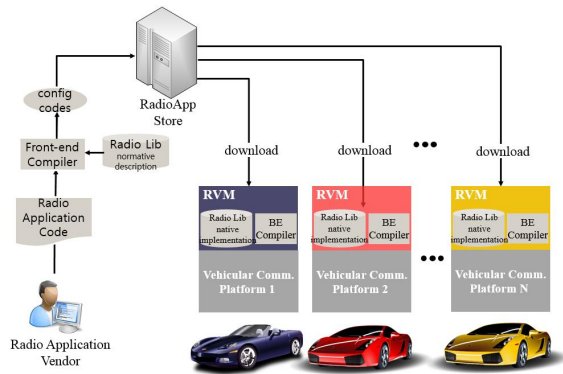 RadioApp
Store
config
codes
Front-end
Compiler
Radio Lib
normative
description
Radio
Application
Code
Radio Application
Vendor
download
download
download
RVM
Radio Lib
native
implementation
BE
Compiler
Vehicular Comm.
Platform 1
RVM
Radio Lib
native
implementation
BE
Compiler
Vehicular Comm.
Platform 2
RVM
Radio Lib
native
implementation
BE
Compiler
Vehicular Comm.
Platform N